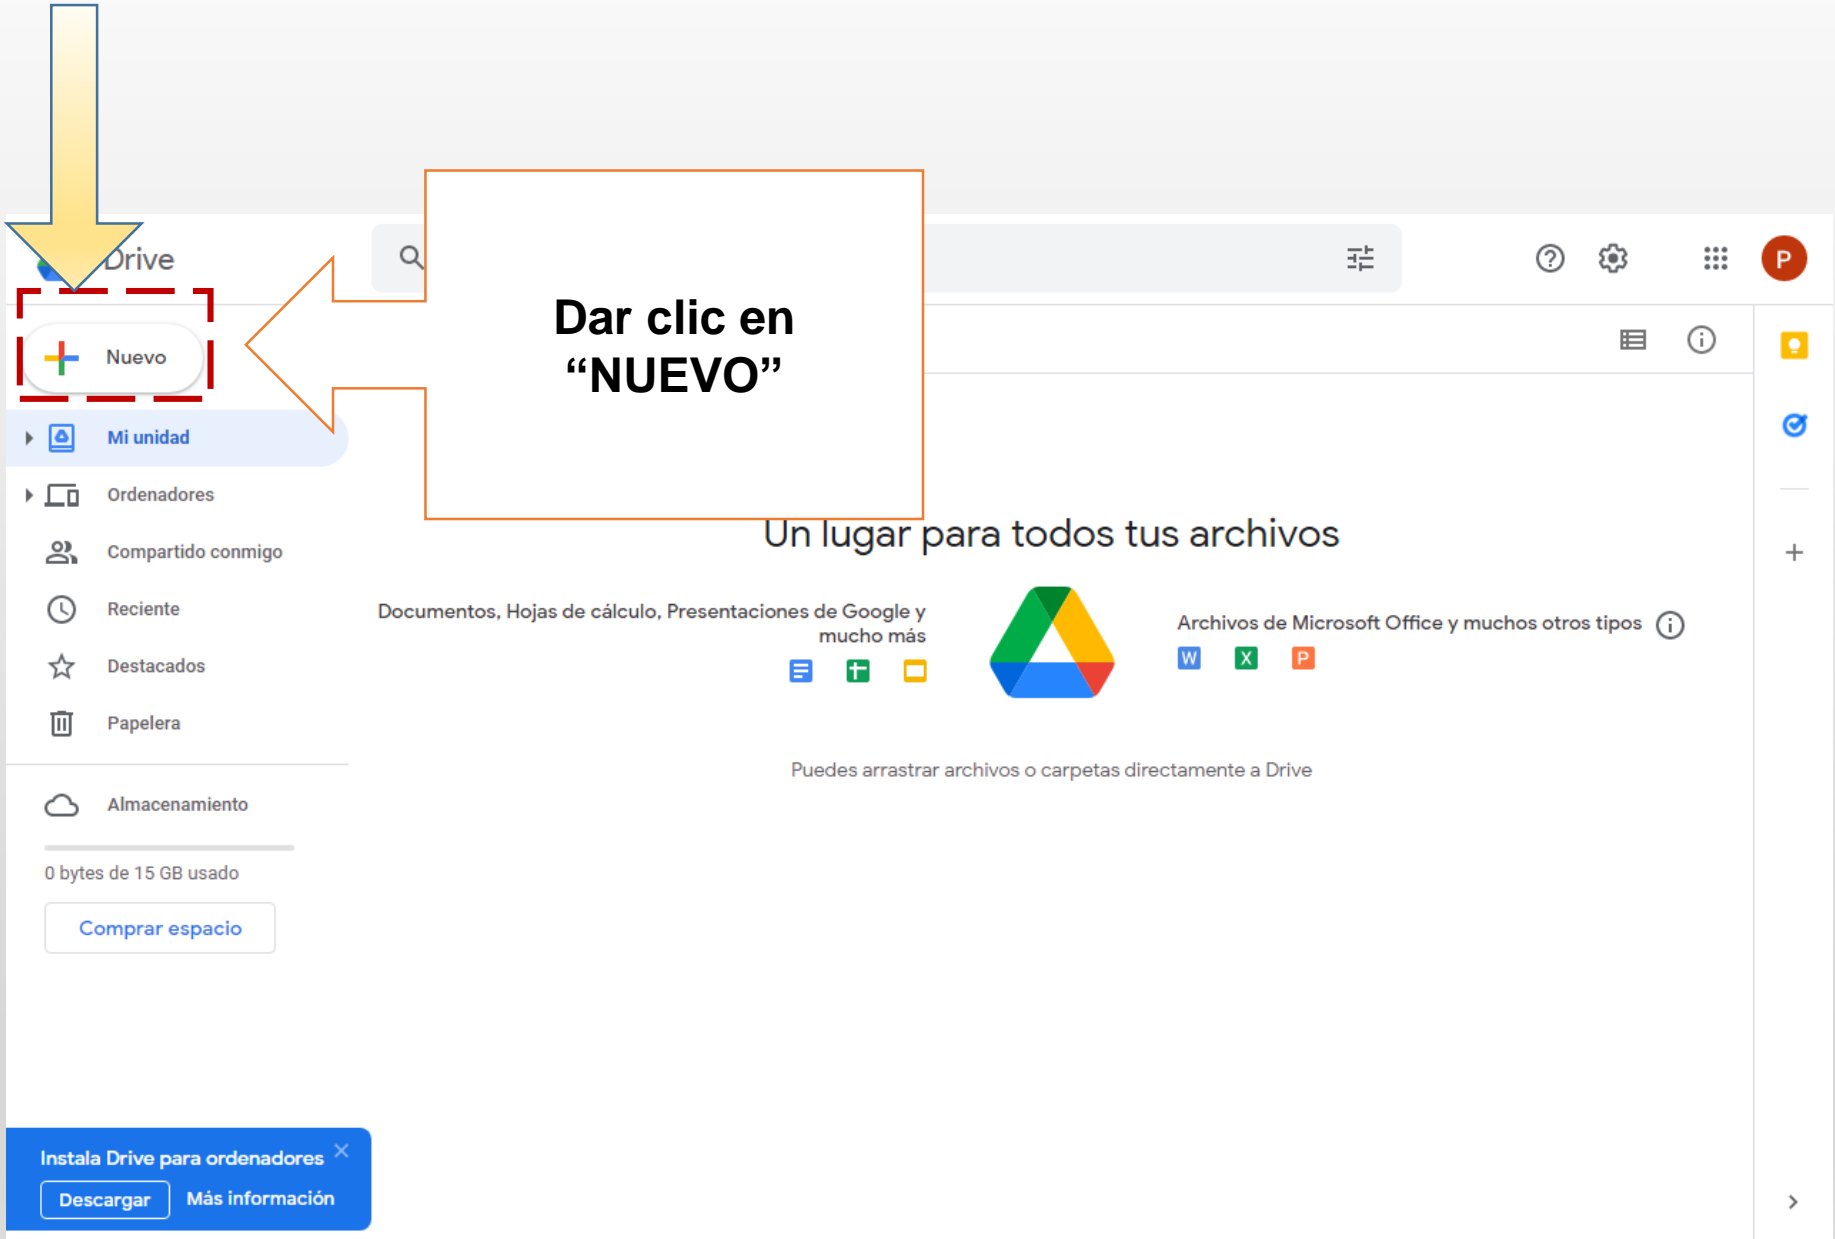 Drive
P
Nuevo
Dar clic en
“NUEVO”
Mi unidad
Ordenadores
Compartido conmigo
Reciente
Destacados
Papelera
Almacenamiento
0 bytes de 15 GB usado
Comprar espacio
Un lugar para todos tus archivos
Documentos, Hojas de cálculo, Presentaciones de Google y
mucho más
Archivos de Microsoft Office y muchos otros tipos
W X P
Puedes arrastrar archivos o carpetas directamente a Drive
Instala Drive para ordenadores
Descargar Más información